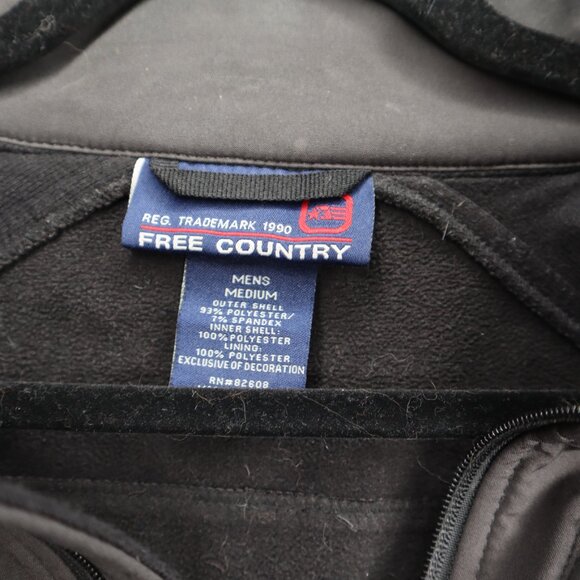 REG. TRADEMARK 1990
FREE COUNTRY
MENS
MEDIUM
OUTER SHELL
93% POLYESTER/
7% SPANDEX
INNER SHELL:
100% POLYESTER
LINING:
100% POLYESTER
EXCLUSIVE OF DECORATION
RN#82608